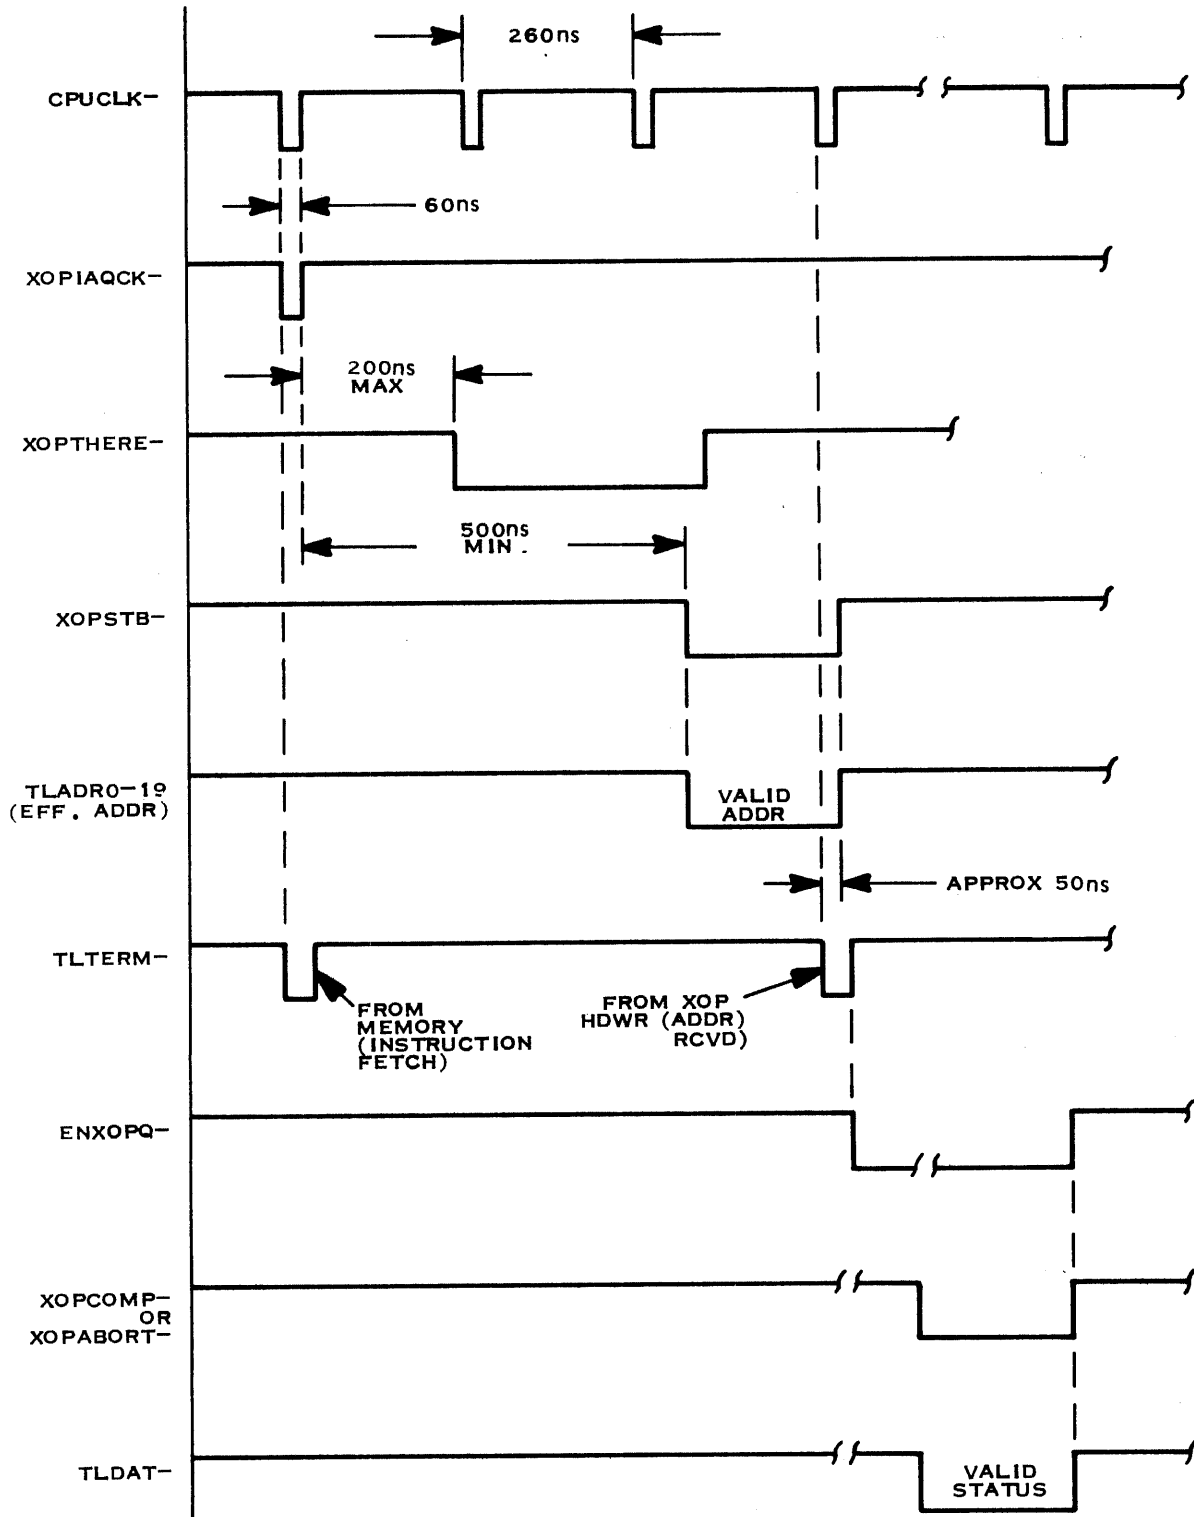 260ns
CPUCLK-
60ns
XOPIAQCK-
200ns
MAX
XOPTHERE-
500ns
MIN.
XOPSTB-
TLADR0-19
(EFF. ADDR)
VALID
ADDR
APPROX 50ns
TLTERM-
FROM
MEMORY
(INSTRUCTION
FETCH)
FROM XOP
HDWR (ADDR)
RCVD)
ENXOPQ-
XOPCOMP-
OR
XOPABORT-
TLDAT-
VALID
STATUS